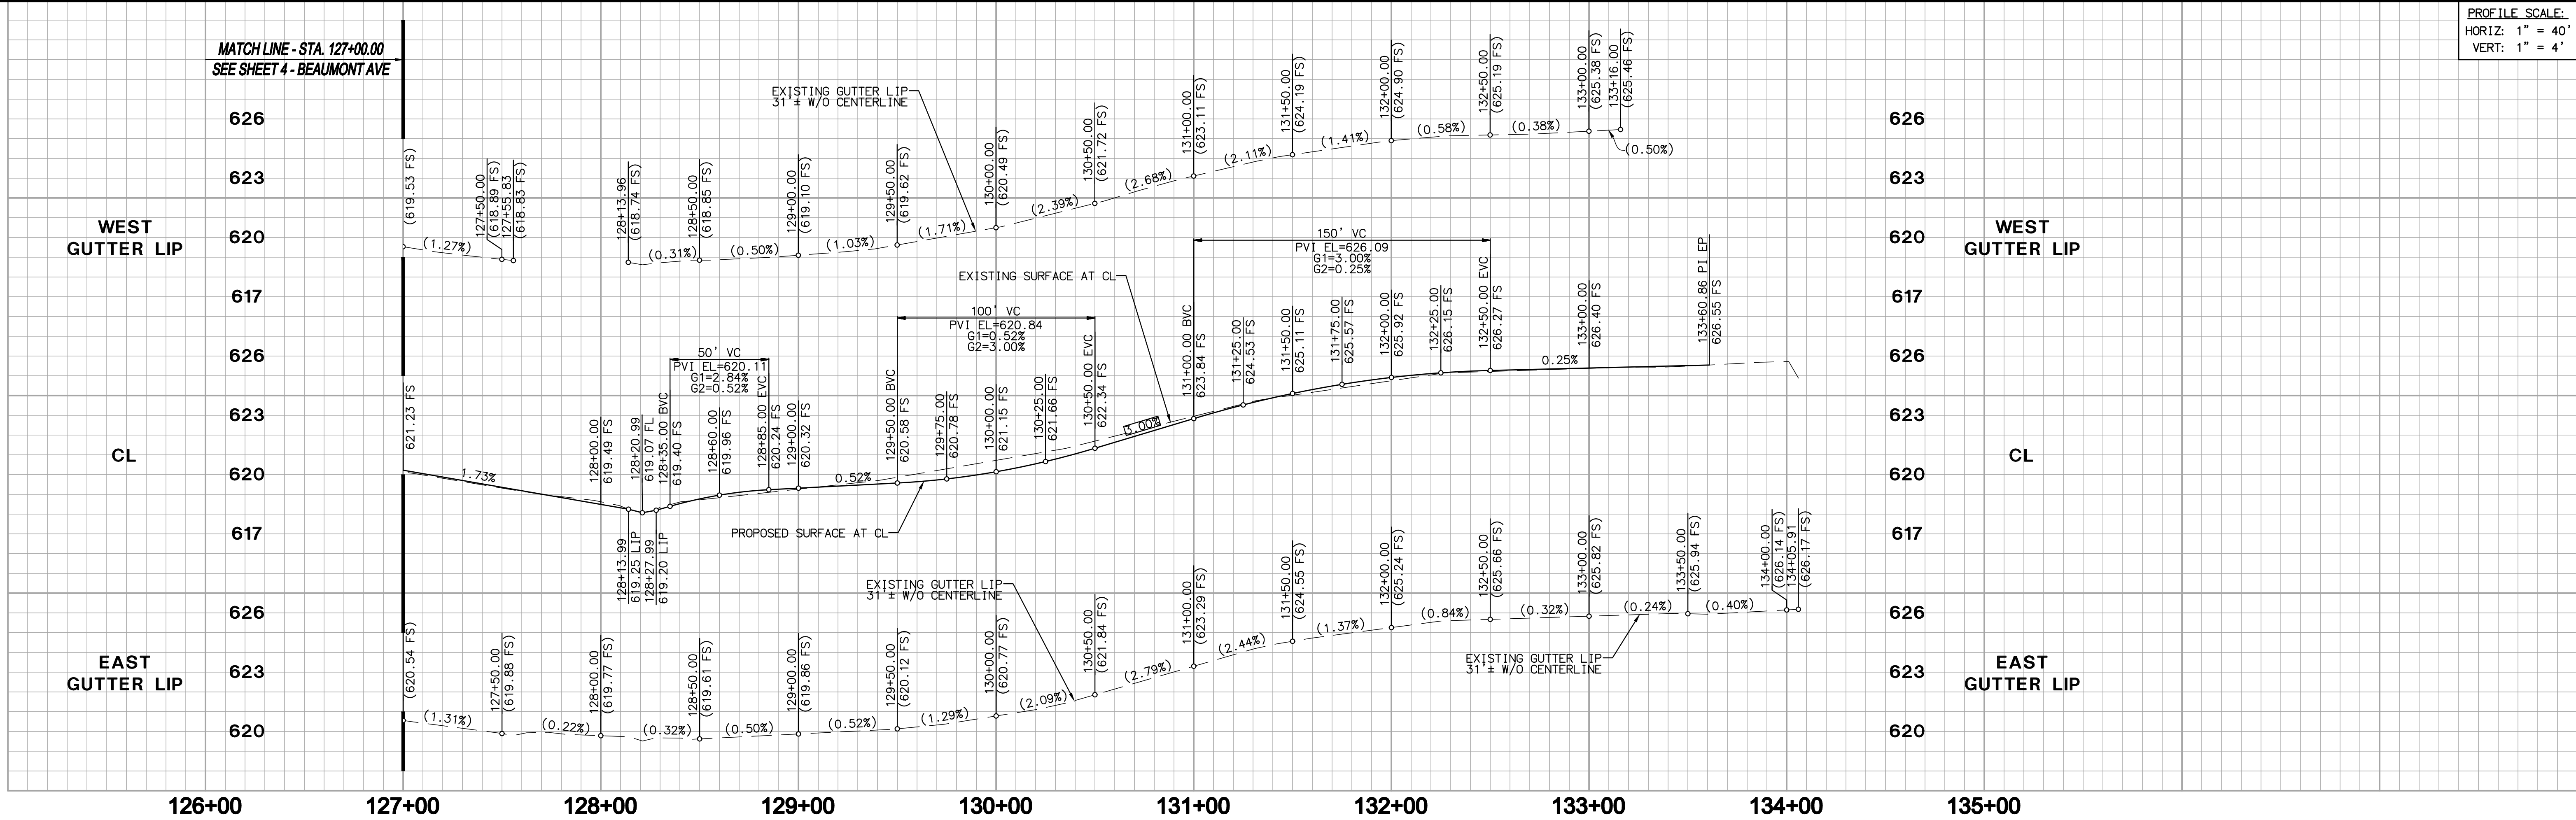 PROFILE SCALE:
HORIZ: 1" = 40'
VERT: 1" = 4'
MATCH LINE - STA. 127+00.00
SEE SHEET 4 - BEAUMONT AVE
626
623
620
617
WEST
GUTTER LIP
(619.53 FS)
127+50.00
(618.89 FS)
127+55.83
(618.83 FS)
128+13.96
(618.74 FS)
128+50.00
(618.85 FS)
129+00.00
(619.10 FS)
129+50.00
(619.62 FS)
130+00.00
(620.49 FS)
130+50.00
(621.72 FS)
131+00.00
(623.11 FS)
131+50.00
(624.19 FS)
132+00.00
(624.90 FS)
132+50.00
(625.19 FS)
133+00.00
(625.38 FS)
133+16.00
(625.46 FS)
(1.27%)
(0.31%)
(0.50%)
(1.03%)
(1.71%)
(2.39%)
(2.68%)
(2.11%)
(1.41%)
(0.58%)
(0.38%)
(0.50%)
EXISTING GUTTER LIP
31'± W/O CENTERLINE
626
623
620
617
WEST
GUTTER LIP
626
623
620
617
CL
621.23 FS
1.73%
128+00.00
619.49 FS
128+20.99
619.07 FL
128+35.00 BVC
619.40 FS
128+60.00
619.96 FS
128+85.00 EVC
620.24 FS
129+00.00
620.32 FS
129+50.00 BVC
620.58 FS
129+75.00
620.78 FS
130+00.00
621.15 FS
130+25.00
621.66 FS
130+50.00 EVC
622.34 FS
131+00.00 BVC
623.84 FS
131+25.00
624.53 FS
131+50.00
625.11 FS
131+75.00
625.57 FS
132+00.00
625.92 FS
132+25.00
626.15 FS
132+50.00 EVC
626.27 FS
133+00.00
626.40 FS
133+60.86 PI EP
626.55 FS
128+13.99
619.25 LIP
128+27.99
619.20 LIP
50' VC
PVI EL=620.11
G1=2.84%
G2=0.52%
100' VC
PVI EL=620.84
G1=0.52%
G2=3.00%
150' VC
PVI EL=626.09
G1=3.00%
G2=0.25%
0.52%
3.00%
0.25%
EXISTING SURFACE AT CL
PROPOSED SURFACE AT CL
626
623
620
617
CL
626
623
620
EAST
GUTTER LIP
(620.54 FS)
127+50.00
(619.88 FS)
128+00.00
(619.77 FS)
128+50.00
(619.61 FS)
129+00.00
(619.86 FS)
129+50.00
(620.12 FS)
130+00.00
(620.77 FS)
130+50.00
(621.84 FS)
131+00.00
(623.29 FS)
131+50.00
(624.55 FS)
132+00.00
(625.24 FS)
132+50.00
(625.66 FS)
133+00.00
(625.82 FS)
133+50.00
(625.94 FS)
134+00.00
(626.14 FS)
134+05.91
(626.17 FS)
(1.31%)
(0.22%)
(0.32%)
(0.50%)
(0.52%)
(1.29%)
(2.09%)
(2.79%)
(2.44%)
(1.37%)
(0.84%)
(0.32%)
(0.24%)
(0.40%)
EXISTING GUTTER LIP
31'± W/O CENTERLINE
EXISTING GUTTER LIP
31'± W/O CENTERLINE
626
623
620
EAST
GUTTER LIP
126+00
127+00
128+00
129+00
130+00
131+00
132+00
133+00
134+00
135+00